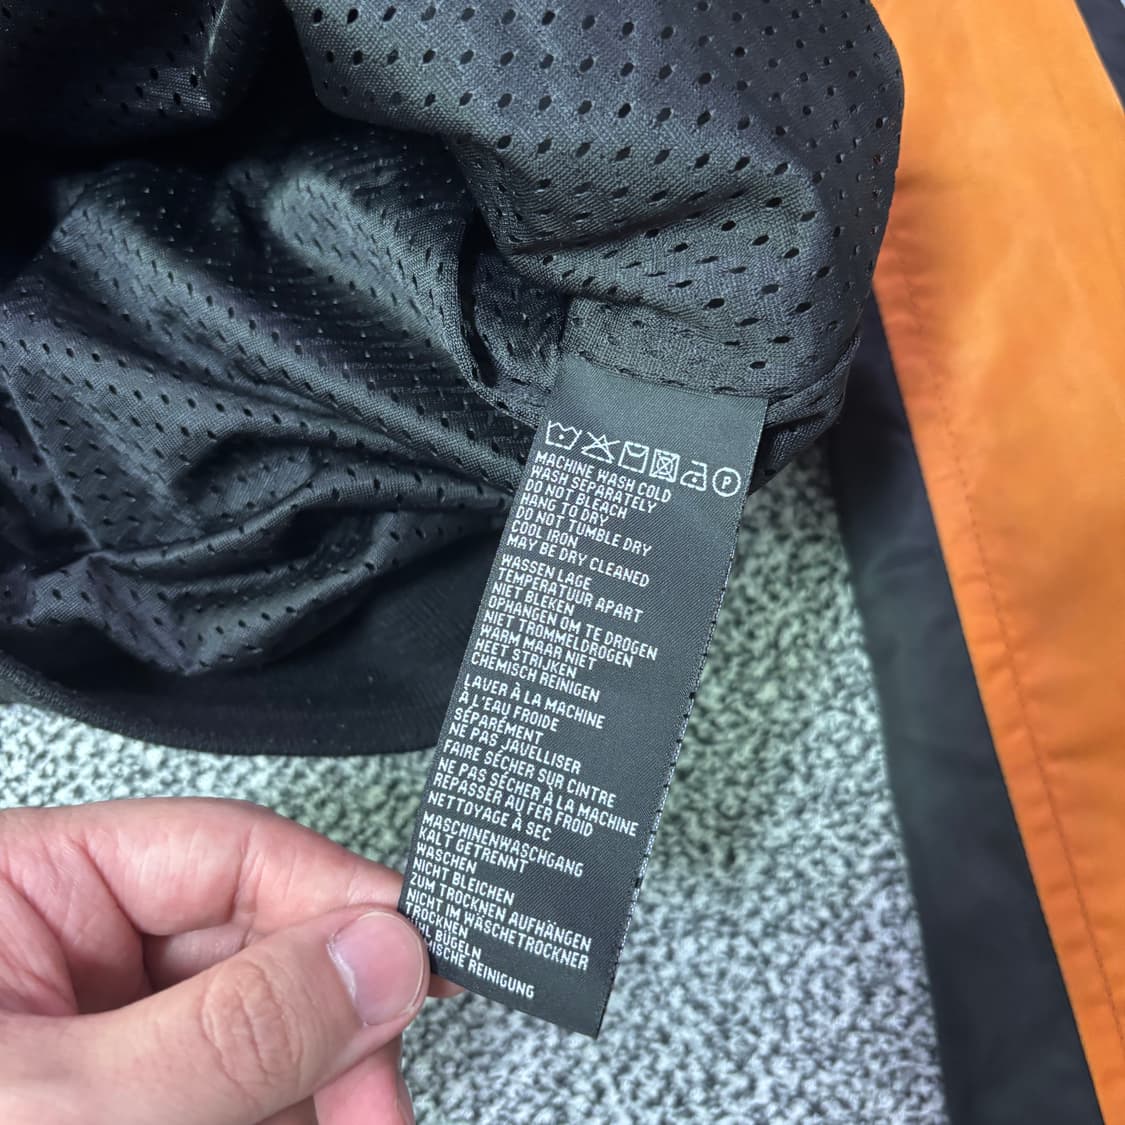 P
MACHINE WASH COLD
WASH SEPARATELY
DO NOT BLEACH
HANG TO DRY
DO NOT TUMBLE DRY
COOL IRON
MAY BE DRY CLEANED
WASSEN LAGE
TEMPERATUUR APART
NIET BLEKEN
OPHANGEN OM TE DROGEN
NIET TROMMELDROGEN
WARM MAAR NIET
HEET STRIJKEN
CHEMISCH REINIGEN
LAVER À LA MACHINE
À L'EAU FROIDE
SÉPARÉMENT
NE PAS JAVELLISER
FAIRE SÉCHER SUR CINTRE
NE PAS SÉCHER À LA MACHINE
REPASSER AU FER FROID
NETTOYAGE À SEC
MASCHINENWASCHGANG
KALT GETRENNT
WASCHEN
NICHT BLEICHEN
ZUM TROCKNEN AUFHÄNGEN
NICHT IM WÄSCHETROCKNER
TROCKNEN
BÜGELN
REINIGUNG